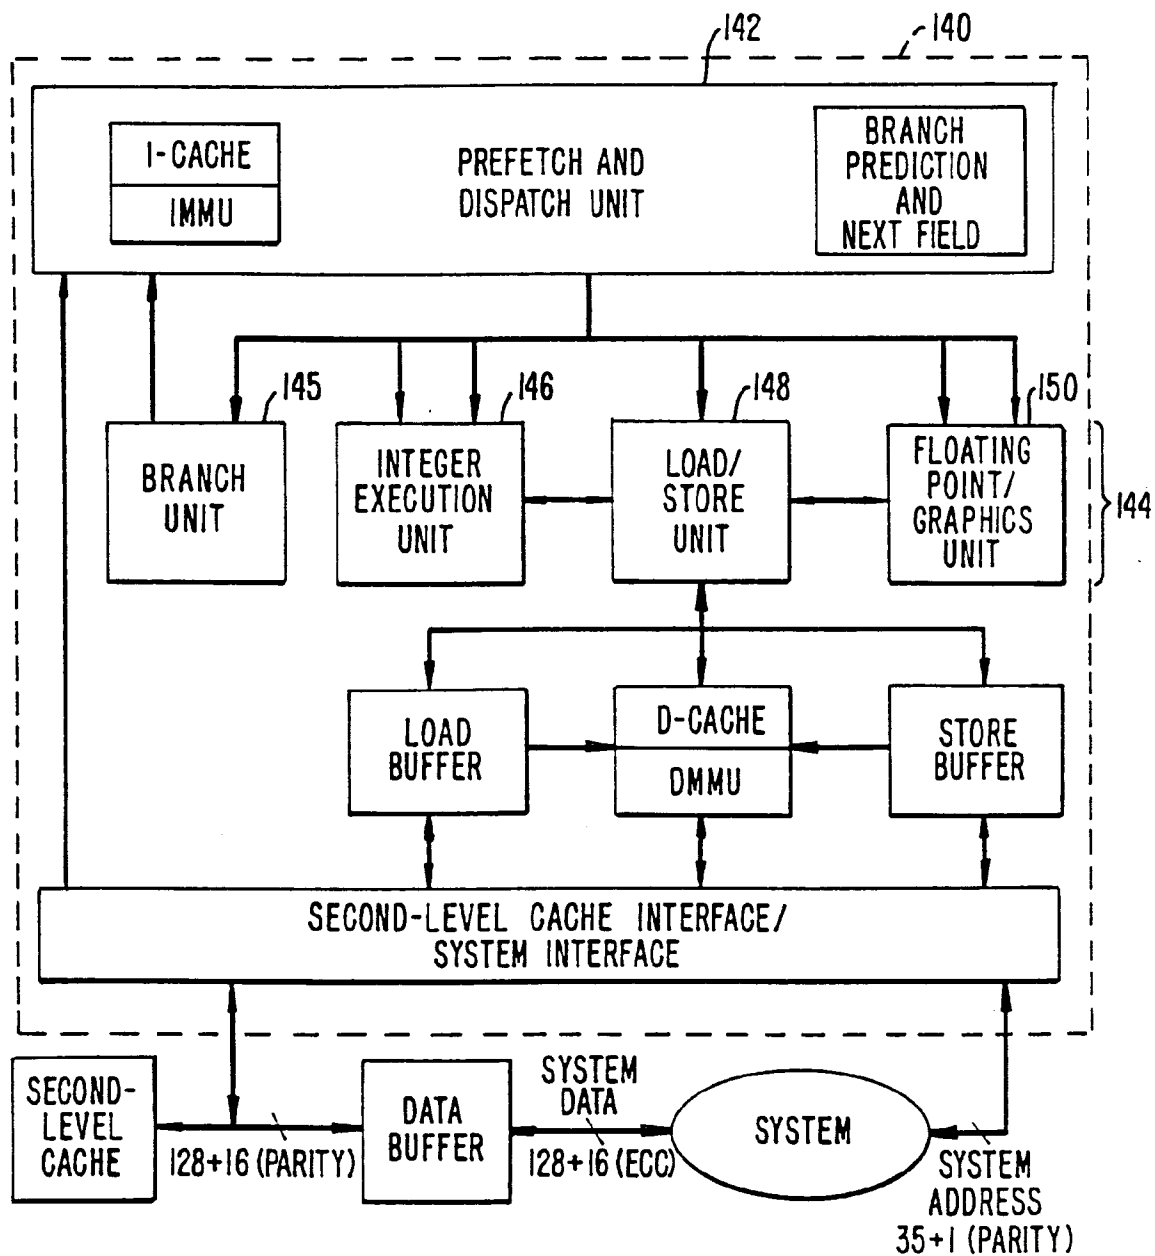 142
140
I-CACHE
IMMU
PREFETCH AND
DISPATCH UNIT
BRANCH
PREDICTION
AND
NEXT FIELD
145
146
148
150
BRANCH
UNIT
INTEGER
EXECUTION
UNIT
LOAD/
STORE
UNIT
FLOATING
POINT/
GRAPHICS
UNIT
144
LOAD
BUFFER
D-CACHE
DMMU
STORE
BUFFER
SECOND-LEVEL CACHE INTERFACE/
SYSTEM INTERFACE
SECOND-
LEVEL
CACHE
128+16 (PARITY)
DATA
BUFFER
SYSTEM
DATA
128+16 (ECC)
SYSTEM
SYSTEM
ADDRESS
35+1 (PARITY)